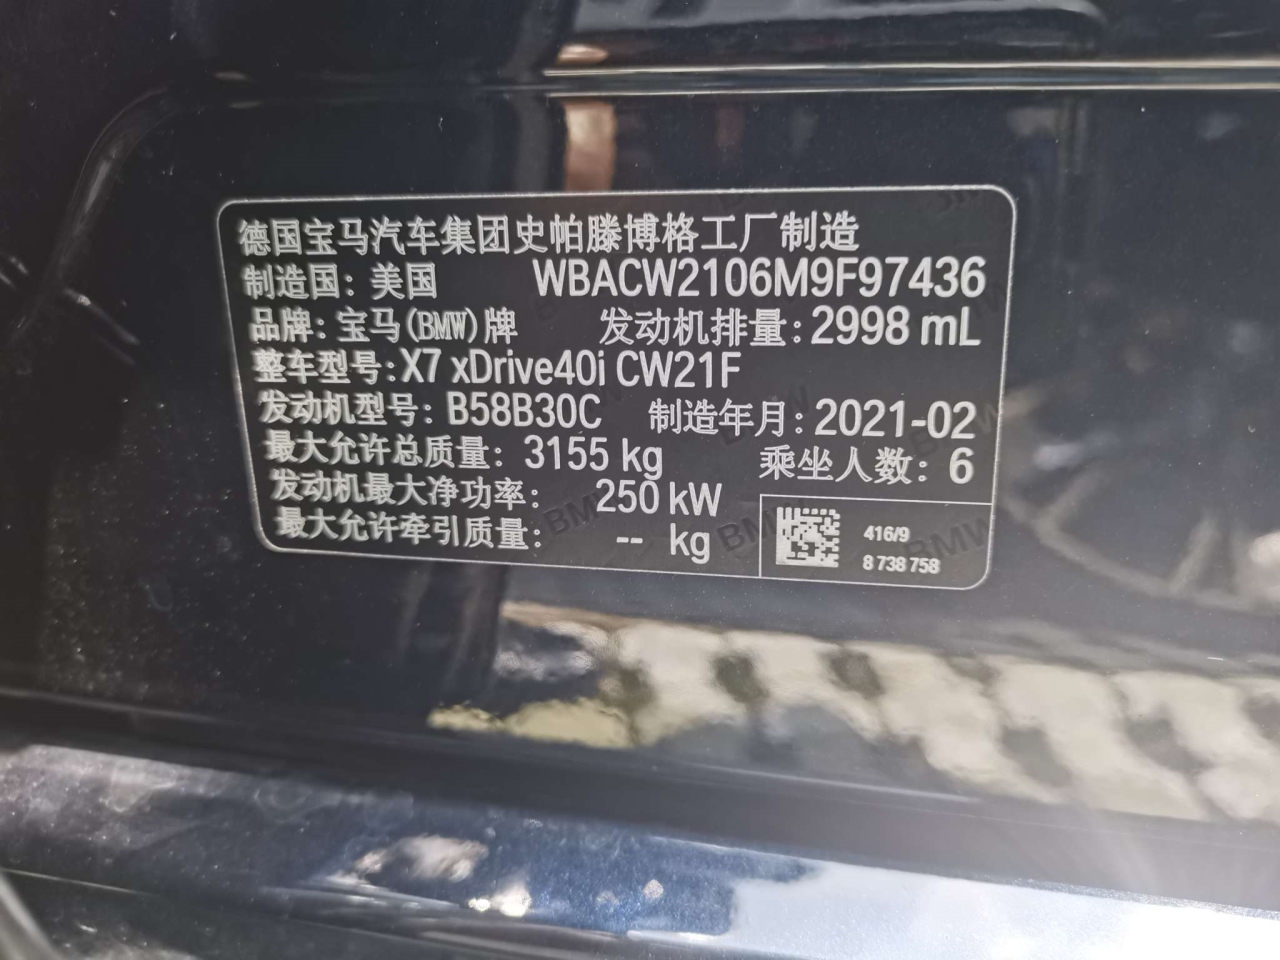 德国宝马汽车集团史帕滕博格工厂制造
制造国：美国 WBACW2106M9F97436
品牌：宝马(BMW)牌 发动机排量：2998 mL
整车型号：X7 xDrive40i CW21F
发动机型号：B58B30C 制造年月：2021-02
最大允许总质量：3155 kg 乘坐人数：6
发动机最大净功率：250 kW
最大允许牵引质量：-- kg
416/9
8 738 758